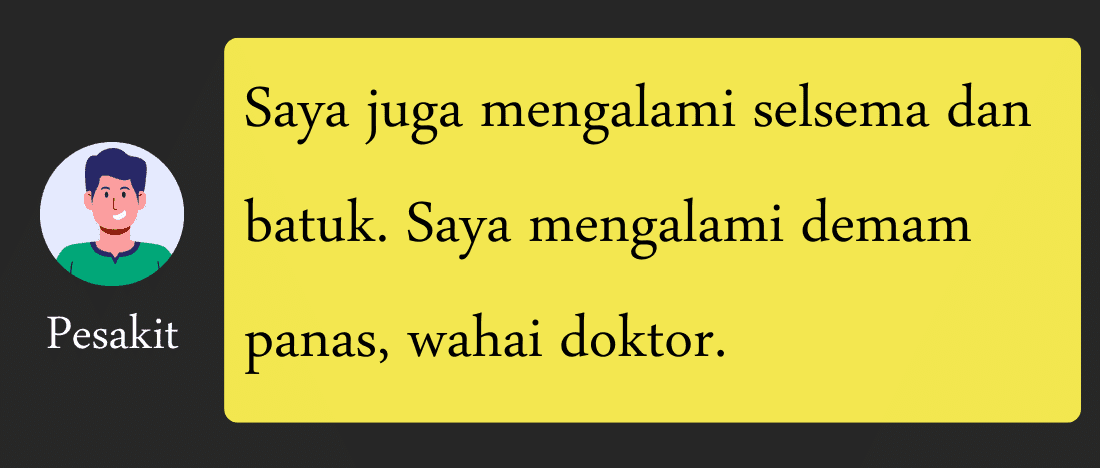 Saya juga mengalami selsema dan
batuk. Saya mengalami demam
panas, wahai doktor.
Pesakit